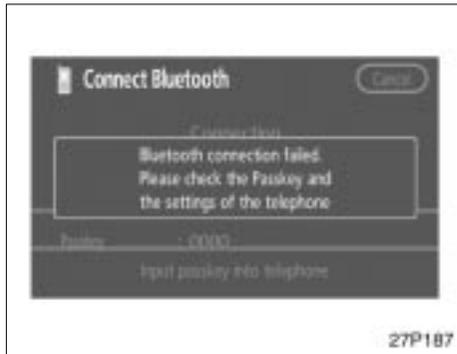 Connect Bluetooth
Cancel
Connection
Bluetooth connection failed.
Please check the Passkey and
the settings of the telephone
Passkey : 0000
Input passkey into telephone
27P187